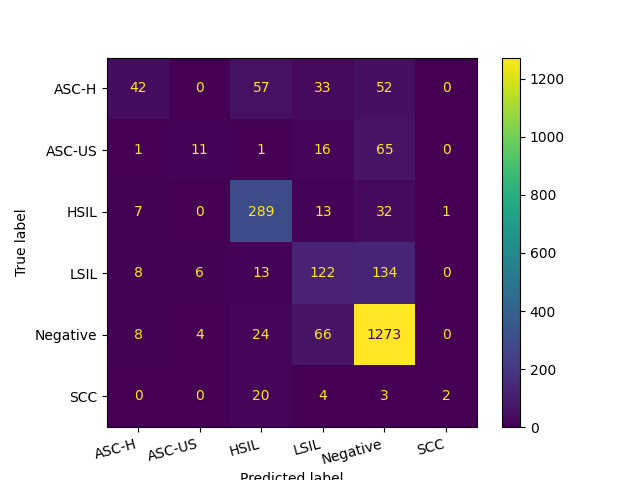 ASC-H 42 0 57 33 52 0
ASC-US 1 11 1 16 65 0
HSIL 7 0 289 13 32 1
LSIL 8 6 13 122 134 0
Negative 8 4 24 66 1273 0
SCC 0 0 20 4 3 2
ASC-H ASC-US HSIL LSIL Negative SCC
True label
Predicted label
1200
1000
800
600
400
200
0